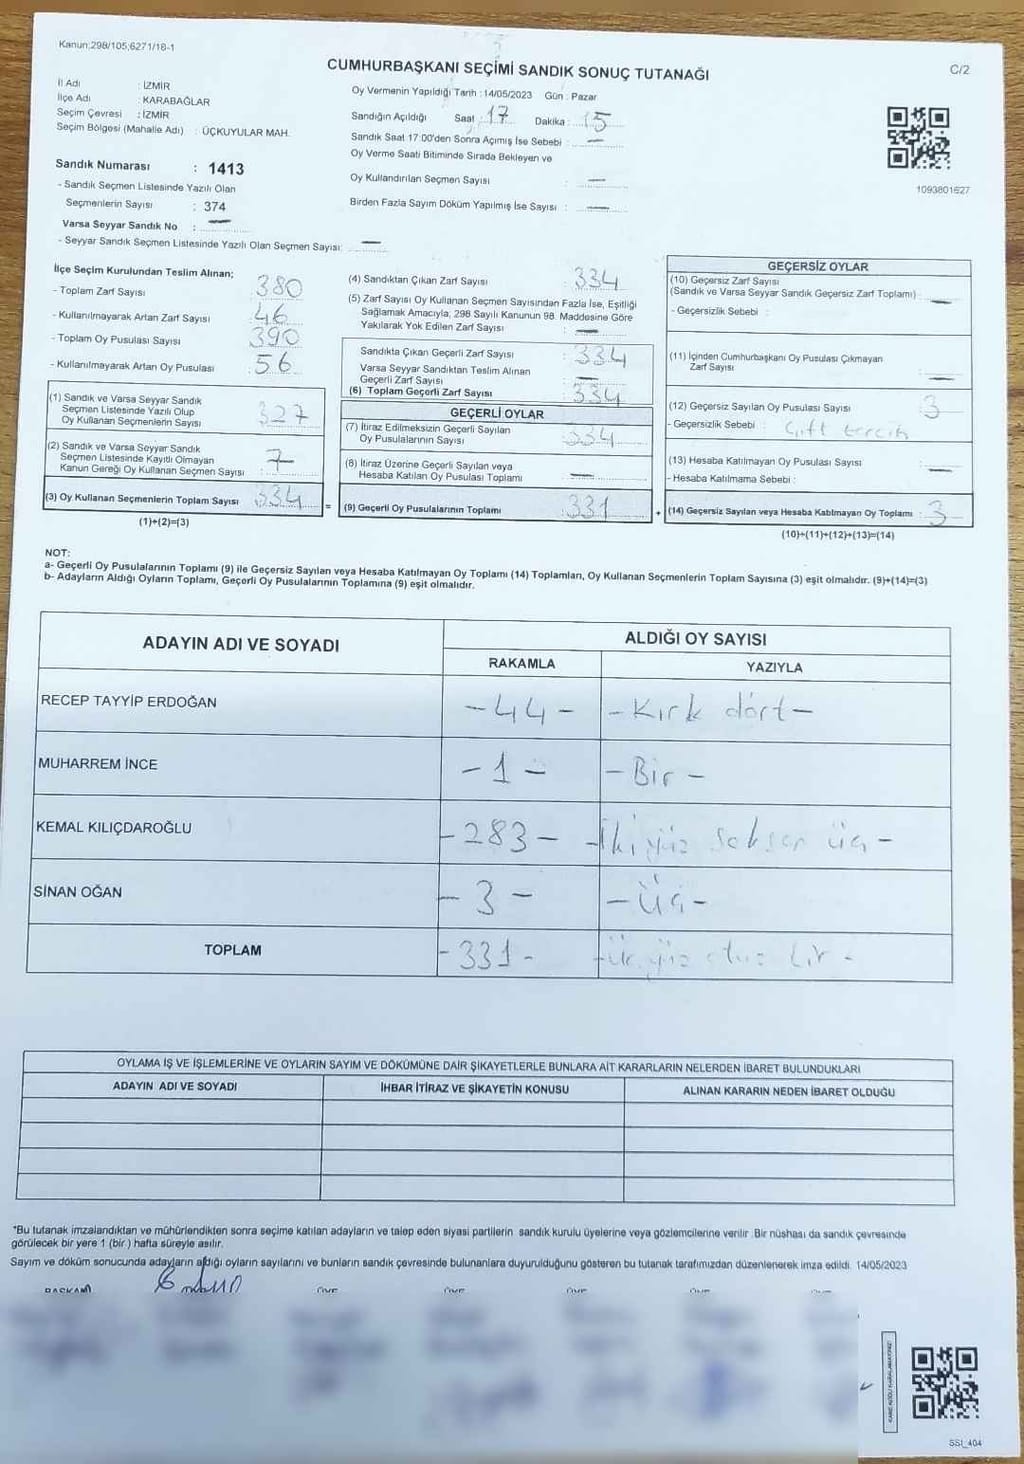 Kanun:298/105;6271/18-1
CUMHURBAŞKANI SEÇİMİ SANDIK SONUÇ TUTANAĞI
C/2
İl Adı : İZMİR
İlçe Adı : KARABAĞLAR
Seçim Çevresi : İZMİR
Seçim Bölgesi (Mahalle Adı) : ÜÇKUYULAR MAH.
Oy Vermenin Yapıldığı Tarih : 14/05/2023 Gün : Pazar
Sandığın Açıldığı Saat : 17 Dakika : 15
Sandık Saat 17:00'den Sonra Açımış İse Sebebi : —
Oy Verme Saati Bitiminde Sırada Bekleyen ve
Oy Kullandırılan Seçmen Sayısı : —
Birden Fazla Sayım Döküm Yapılmış İse Sayısı : —
1093801627
Sandık Numarası : 1413
- Sandık Seçmen Listesinde Yazılı Olan
Seçmenlerin Sayısı : 374
Varsa Seyyar Sandık No : —
- Seyyar Sandık Seçmen Listesinde Yazılı Olan Seçmen Sayısı: —
İlçe Seçim Kurulundan Teslim Alınan;
- Toplam Zarf Sayısı : 380
- Kullanılmayarak Artan Zarf Sayısı : 46
- Toplam Oy Pusulası Sayısı : 390
- Kullanılmayarak Artan Oy Pusulası : 56
(1) Sandık ve Varsa Seyyar Sandık
Seçmen Listesinde Yazılı Olup
Oy Kullanan Seçmenlerin Sayısı : 327
(2) Sandık ve Varsa Seyyar Sandık
Seçmen Listesinde Kayıtlı Olmayan
Kanun Gereği Oy Kullanan Seçmen Sayısı : 7
(3) Oy Kullanan Seçmenlerin Toplam Sayısı : 334
(1)+(2)=(3)
(4) Sandıktan Çıkan Zarf Sayısı : 334
(5) Zarf Sayısı Oy Kullanan Seçmen Sayısından Fazla İse, Eşitliği
Sağlamak Amacıyla, 298 Sayılı Kanunun 98. Maddesine Göre
Yakılarak Yok Edilen Zarf Sayısı : —
Sandıkta Çıkan Geçerli Zarf Sayısı : 334
Varsa Seyyar Sandıktan Teslim Alınan
Geçerli Zarf Sayısı : —
(6) Toplam Geçerli Zarf Sayısı : 334
GEÇERLİ OYLAR
(7) İtiraz Edilmeksizin Geçerli Sayılan
Oy Pusulalarının Sayısı : 334
(8) İtiraz Üzerine Geçerli Sayılan veya
Hesaba Katılan Oy Pusulası Toplamı : —
= (9) Geçerli Oy Pusulalarının Toplamı : 331
GEÇERSİZ OYLAR
(10) Geçersiz Zarf Sayısı
(Sandık ve Varsa Seyyar Sandık Geçersiz Zarf Toplamı) : —
- Geçersizlik Sebebi :
(11) İçinden Cumhurbaşkanı Oy Pusulası Çıkmayan
Zarf Sayısı : —
(12) Geçersiz Sayılan Oy Pusulası Sayısı : 3
- Geçersizlik Sebebi : Çift tercih
(13) Hesaba Katılmayan Oy Pusulası Sayısı : —
- Hesaba Katılmama Sebebi :
+ (14) Geçersiz Sayılan veya Hesaba Katılmayan Oy Toplamı : 3
(10)+(11)+(12)+(13)=(14)
NOT:
a- Geçerli Oy Pusulalarının Toplamı (9) ile Geçersiz Sayılan veya Hesaba Katılmayan Oy Toplamı (14) Toplamları, Oy Kullanan Seçmenlerin Toplam Sayısına (3) eşit olmalıdır. (9)+(14)=(3)
b- Adayların Aldığı Oyların Toplamı, Geçerli Oy Pusulalarının Toplamına (9) eşit olmalıdır.
ADAYIN ADI VE SOYADI ALDIĞI OY SAYISI
RAKAMLA YAZIYLA
RECEP TAYYİP ERDOĞAN -44- -Kırk dört-
MUHARREM İNCE -1- -Bir-
KEMAL KILIÇDAROĞLU -283- -İkiyüz seksen üç-
SİNAN OĞAN -3- -Üç-
TOPLAM -331- -üç yüz otuz bir-
OYLAMA İŞ VE İŞLEMLERİNE VE OYLARIN SAYIM VE DÖKÜMÜNE DAİR ŞİKAYETLERLE BUNLARA AİT KARARLARIN NELERDEN İBARET BULUNDUKLARI
ADAYIN ADI VE SOYADI İHBAR İTİRAZ VE ŞİKAYETİN KONUSU ALINAN KARARIN NEDEN İBARET OLDUĞU
*Bu tutanak imzalandıktan ve mühürlendikten sonra seçime katılan adayların ve talep eden siyasi partilerin sandık kurulu üyelerine veya gözlemcilerine verilir. Bir nüshası da sandık çevresinde
görülecek bir yere 1 (bir) hafta süreyle asılır.
Sayım ve döküm sonucunda adayların aldığı oyların sayılarını ve bunların sandık çevresinde bulunanlara duyurulduğunu gösteren bu tutanak tarafımızdan düzenlenerek imza edildi. 14/05/2023
BAŞKAN ÜYE ÜYE ÜYE ÜYE ÜYE
SSI_404